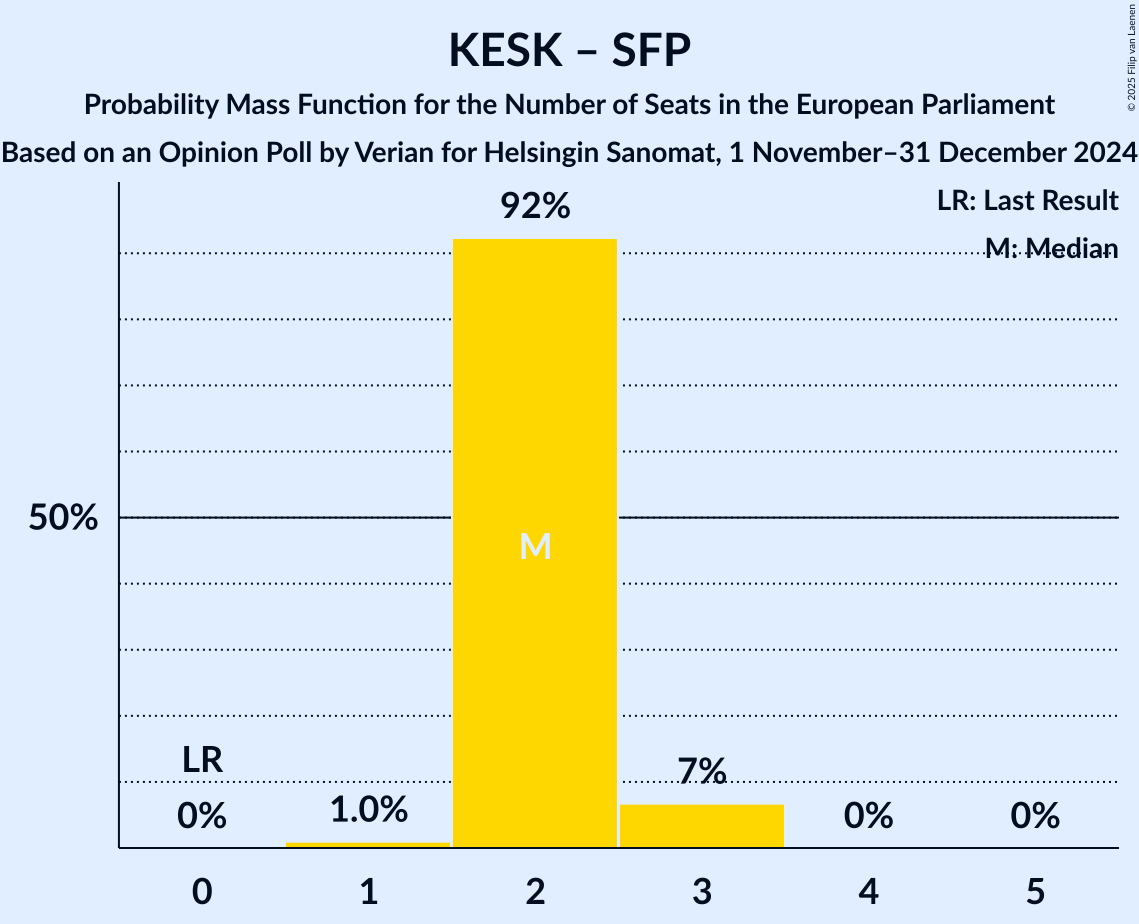 KESK – SFP
Probability Mass Function for the Number of Seats in the European Parliament
Based on an Opinion Poll by Verian for Helsingin Sanomat, 1 November–31 December 2024
© 2025 Filip van Laenen
LR: Last Result
M: Median
92%
50%
M
LR
0%
1.0%
7%
0%
0%
0 1 2 3 4 5